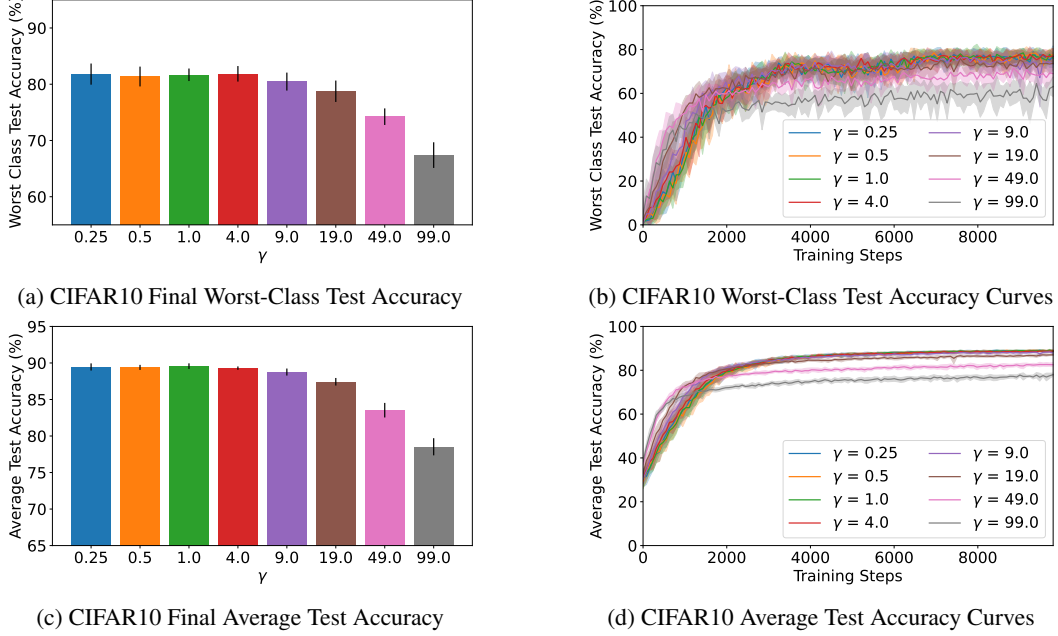 Worst Class Test Accuracy (%)
90
80
70
60
0.25 0.5 1.0 4.0 9.0 19.0 49.0 99.0
γ
(a) CIFAR10 Final Worst-Class Test Accuracy
Worst Class Test Accuracy (%)
100
80
60
40
20
0
γ = 0.25 γ = 9.0
γ = 0.5 γ = 19.0
γ = 1.0 γ = 49.0
γ = 4.0 γ = 99.0
0 2000 4000 6000 8000
Training Steps
(b) CIFAR10 Worst-Class Test Accuracy Curves
Average Test Accuracy (%)
95
90
85
80
75
70
65
0.25 0.5 1.0 4.0 9.0 19.0 49.0 99.0
γ
(c) CIFAR10 Final Average Test Accuracy
Average Test Accuracy (%)
100
80
60
40
20
0
γ = 0.25 γ = 9.0
γ = 0.5 γ = 19.0
γ = 1.0 γ = 49.0
γ = 4.0 γ = 99.0
0 2000 4000 6000 8000
Training Steps
(d) CIFAR10 Average Test Accuracy Curves